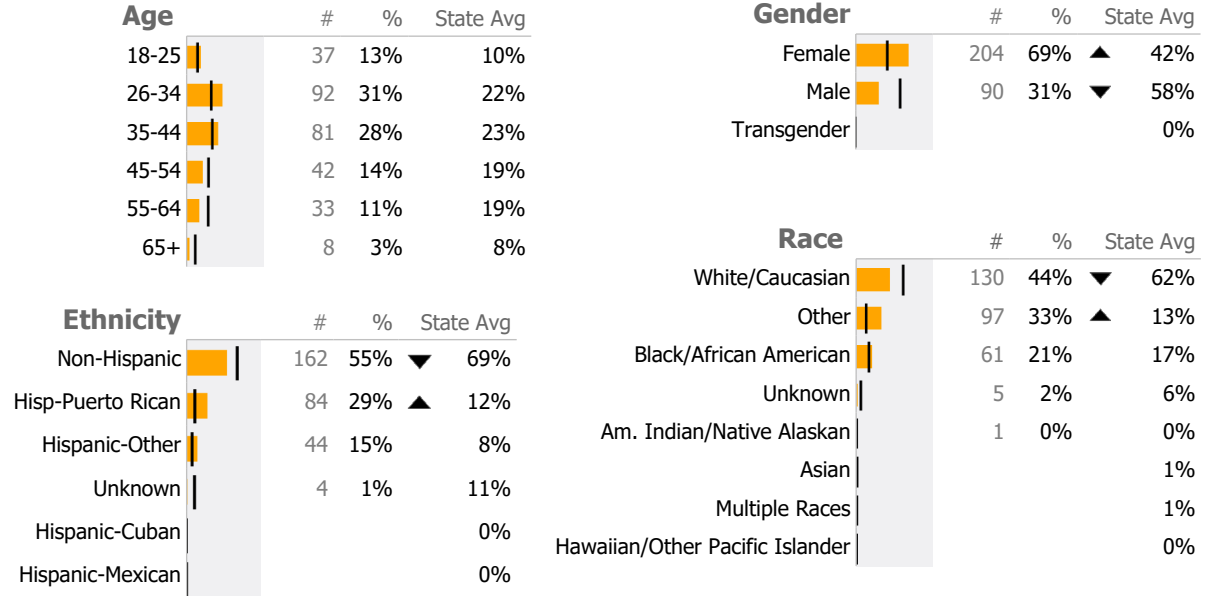 Age # % State Avg
18-25 37 13% 10%
26-34 92 31% 22%
35-44 81 28% 23%
45-54 42 14% 19%
55-64 33 11% 19%
65+ 8 3% 8%
Ethnicity # % State Avg
Non-Hispanic 162 55% ▼ 69%
Hisp-Puerto Rican 84 29% ▲ 12%
Hispanic-Other 44 15% 8%
Unknown 4 1% 11%
Hispanic-Cuban 0%
Hispanic-Mexican 0%
Gender # % State Avg
Female 204 69% ▲ 42%
Male 90 31% ▼ 58%
Transgender 0%
Race # % State Avg
White/Caucasian 130 44% ▼ 62%
Other 97 33% ▲ 13%
Black/African American 61 21% 17%
Unknown 5 2% 6%
Am. Indian/Native Alaskan 1 0% 0%
Asian 1%
Multiple Races 1%
Hawaiian/Other Pacific Islander 0%